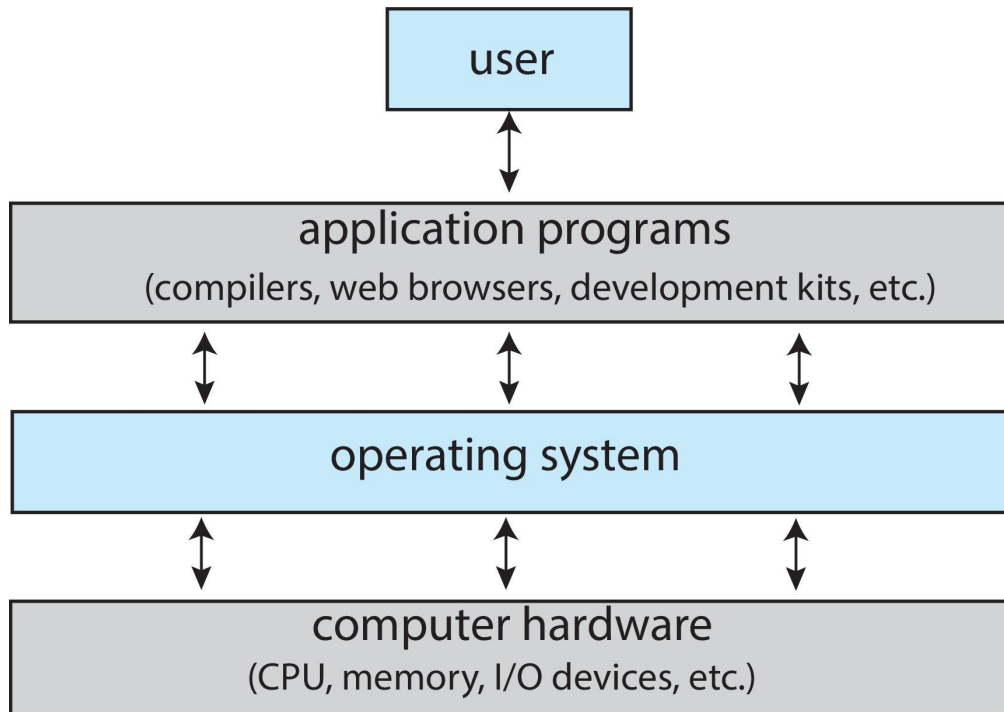 user
application programs
(compilers, web browsers, development kits, etc.)
operating system
computer hardware
(CPU, memory, I/O devices, etc.)